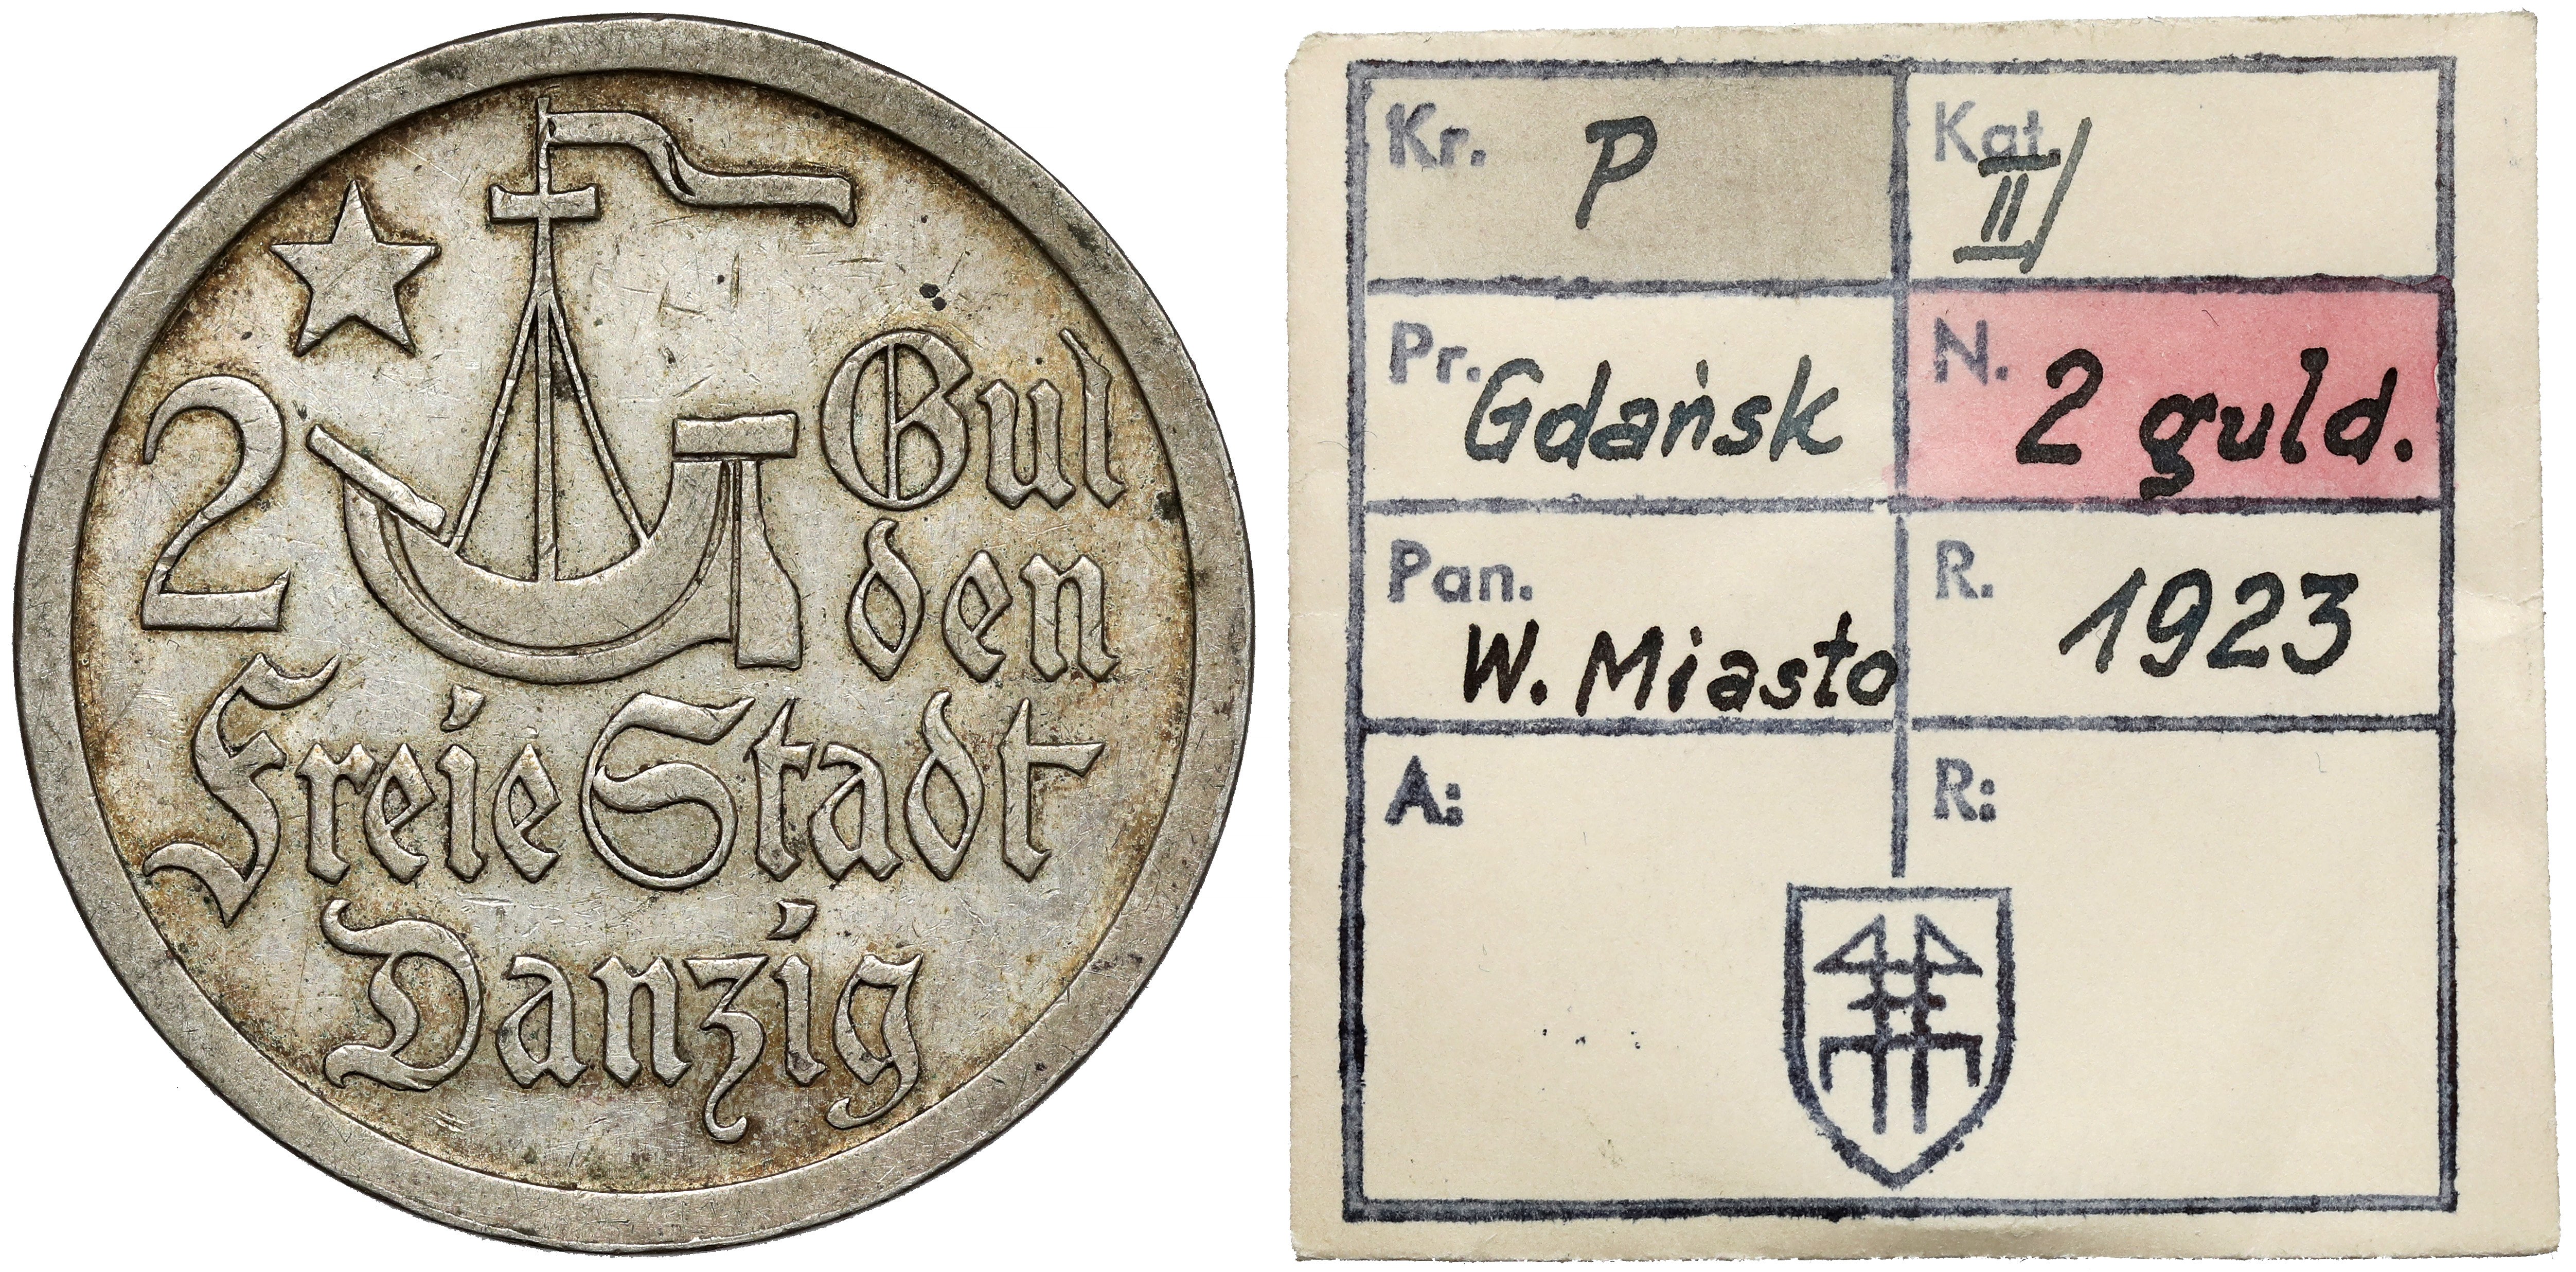 2 Gul
den
Freie Stadt
Danzig
Kr. P
Kat. II/
Pr. Gdańsk
N. 2 guld.
Pan. W. Miasto
R. 1923
A:
R: